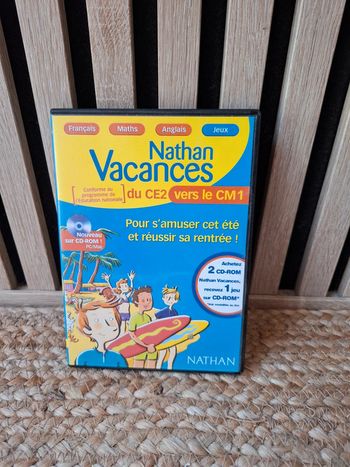 Français Maths Anglais Jeux
Nathan
Vacances
Conforme au
programme de
l'Éducation nationale
du CE2 vers le CM1
Nouveau
sur CD-ROM !
PC/Mac
Pour s'amuser cet été
et réussir sa rentrée !
Achetez
2 CD-ROM
Nathan Vacances,
recevez 1 jeu
sur CD-ROM*
NATHAN